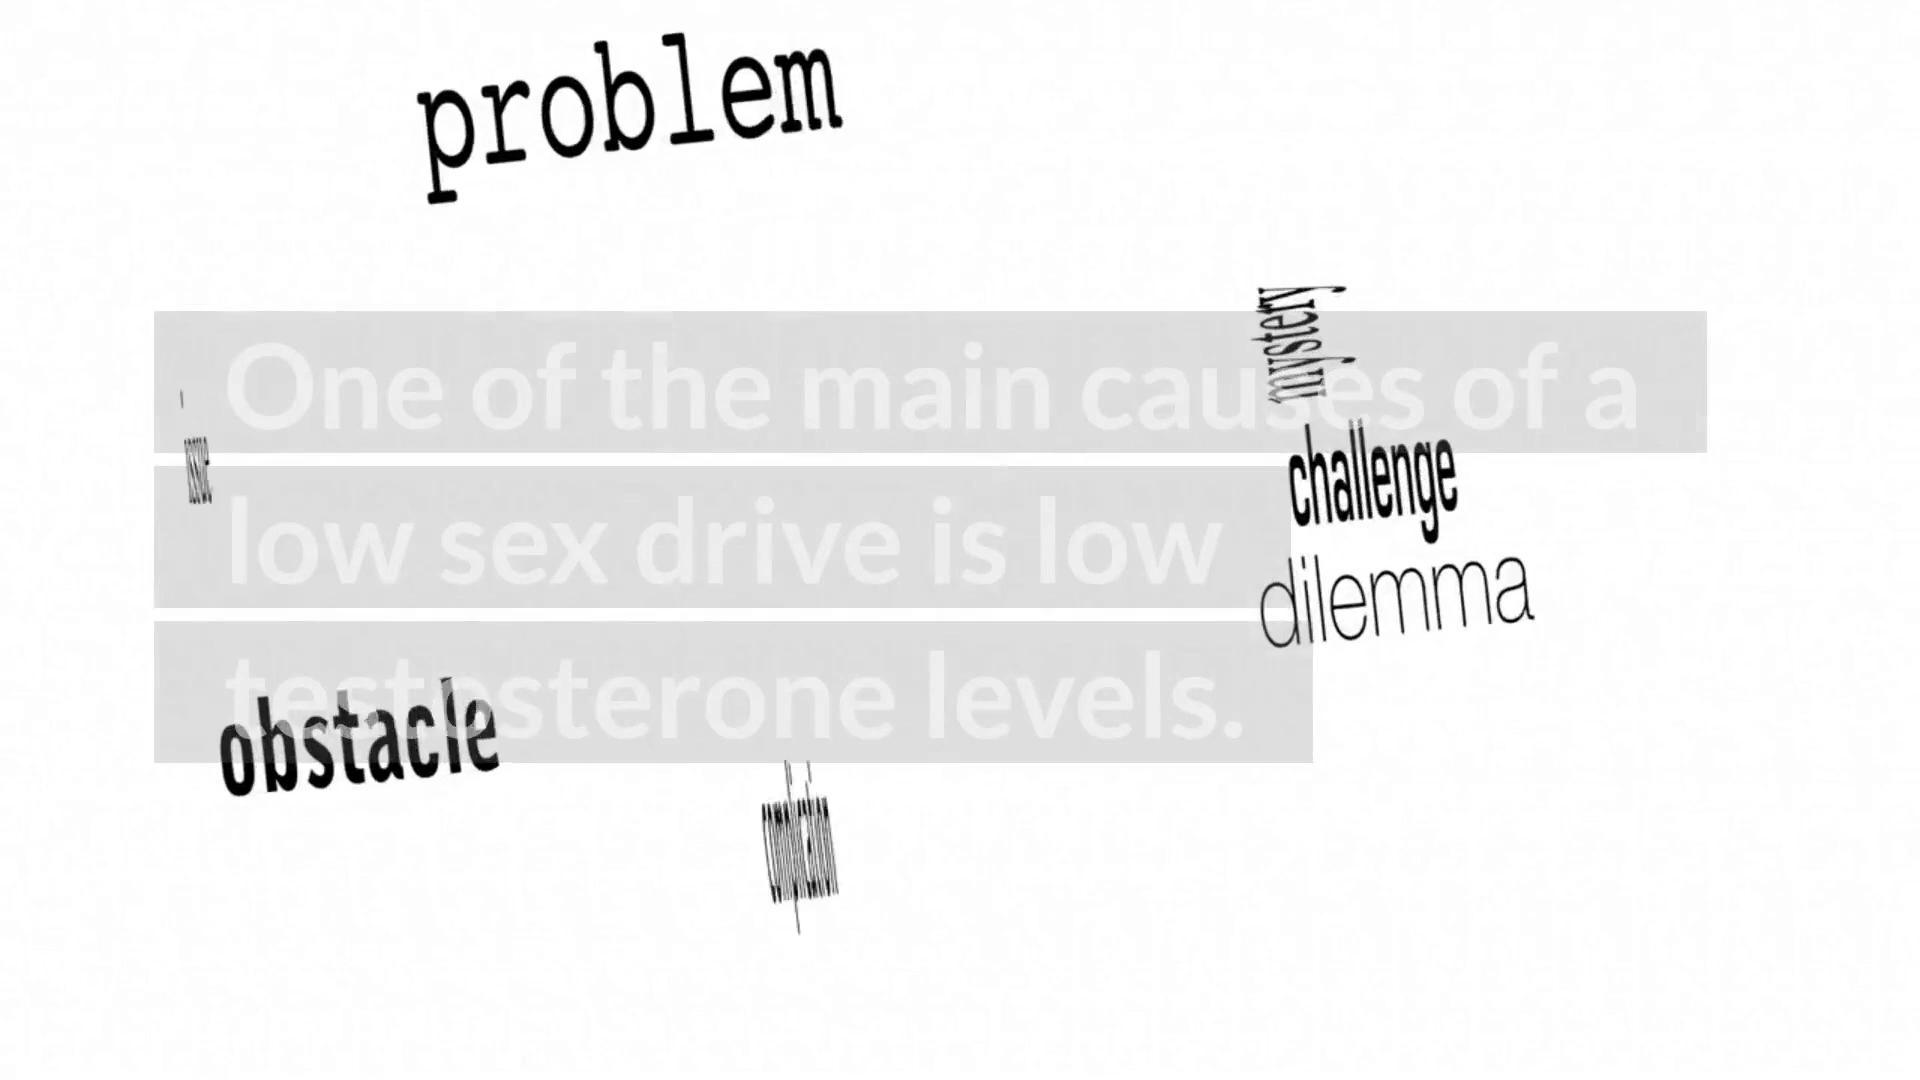 problem
mystery
One of the main causes of a
challenge
low sex drive is low
dilemma
testosterone levels.
obstacle